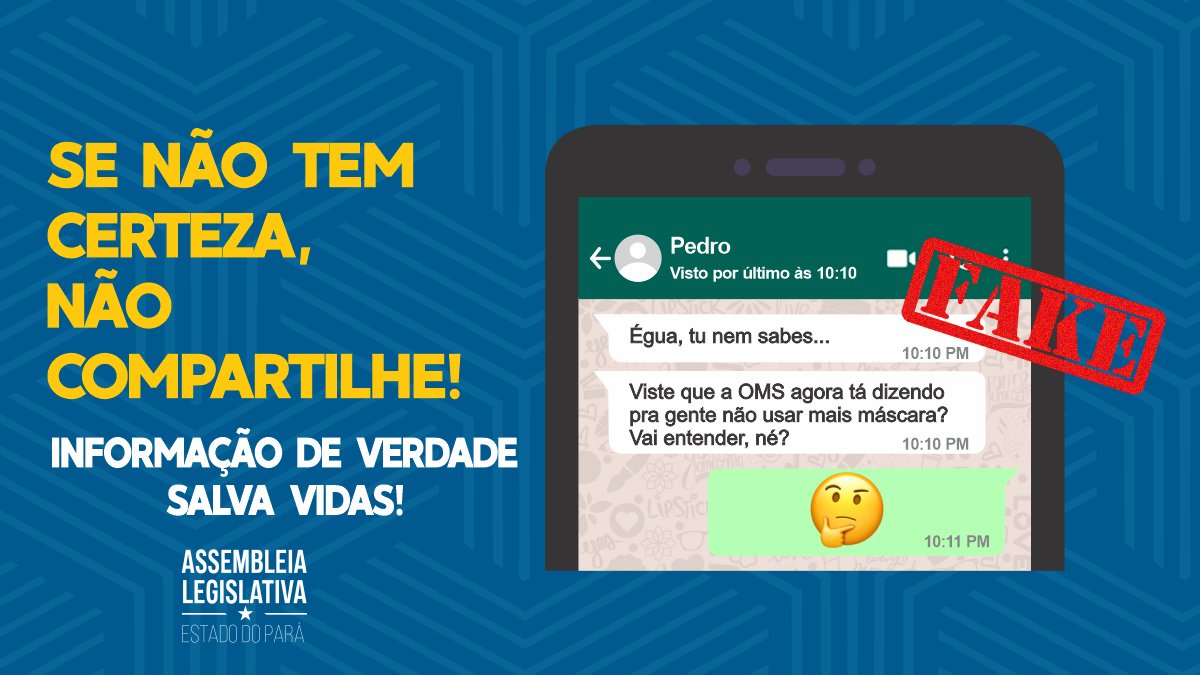 SE NÃO TEM
CERTEZA,
NÃO
COMPARTILHE!
INFORMAÇÃO DE VERDADE
SALVA VIDAS!
ASSEMBLEIA
LEGISLATIVA
ESTADO DO PARÁ
Pedro
Visto por último às 10:10
FAKE
Égua, tu nem sabes...
10:10 PM
Viste que a OMS agora tá dizendo
pra gente não usar mais máscara?
Vai entender, né?
10:10 PM
10:11 PM